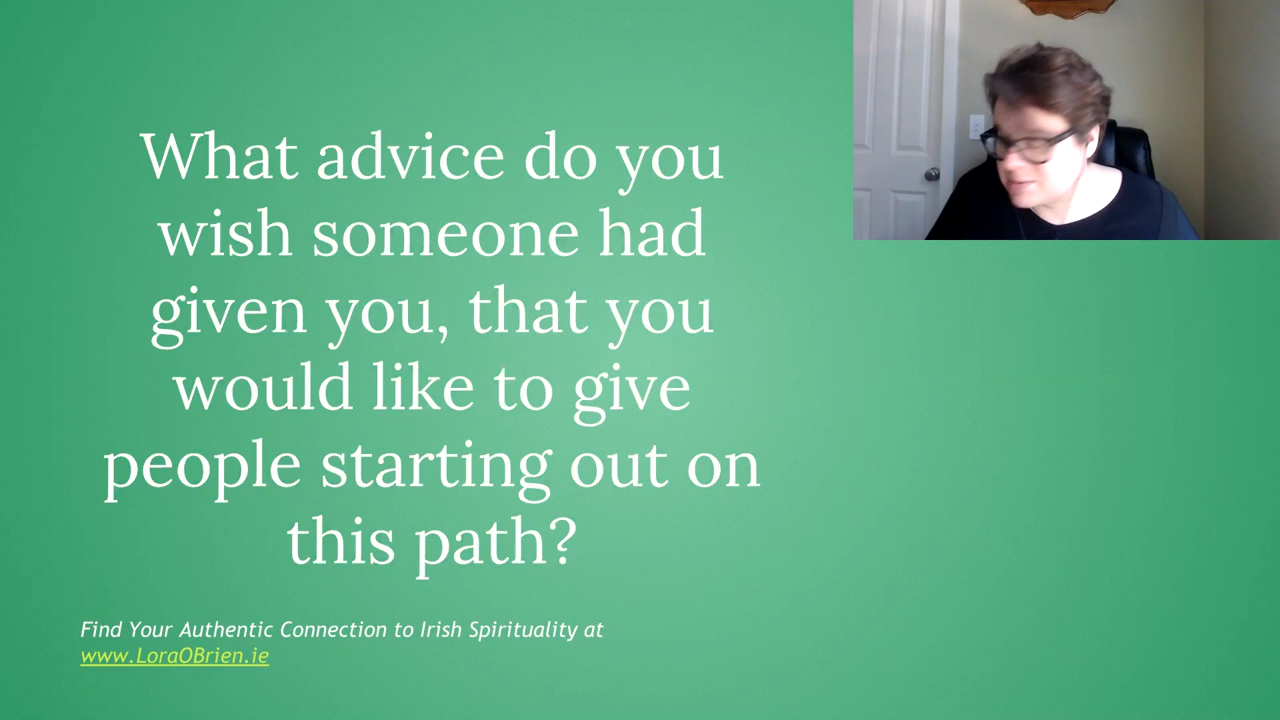 What advice do you
wish someone had
given you, that you
would like to give
people starting out on
this path?
Find Your Authentic Connection to Irish Spirituality at
www.LoraOBrien.ie